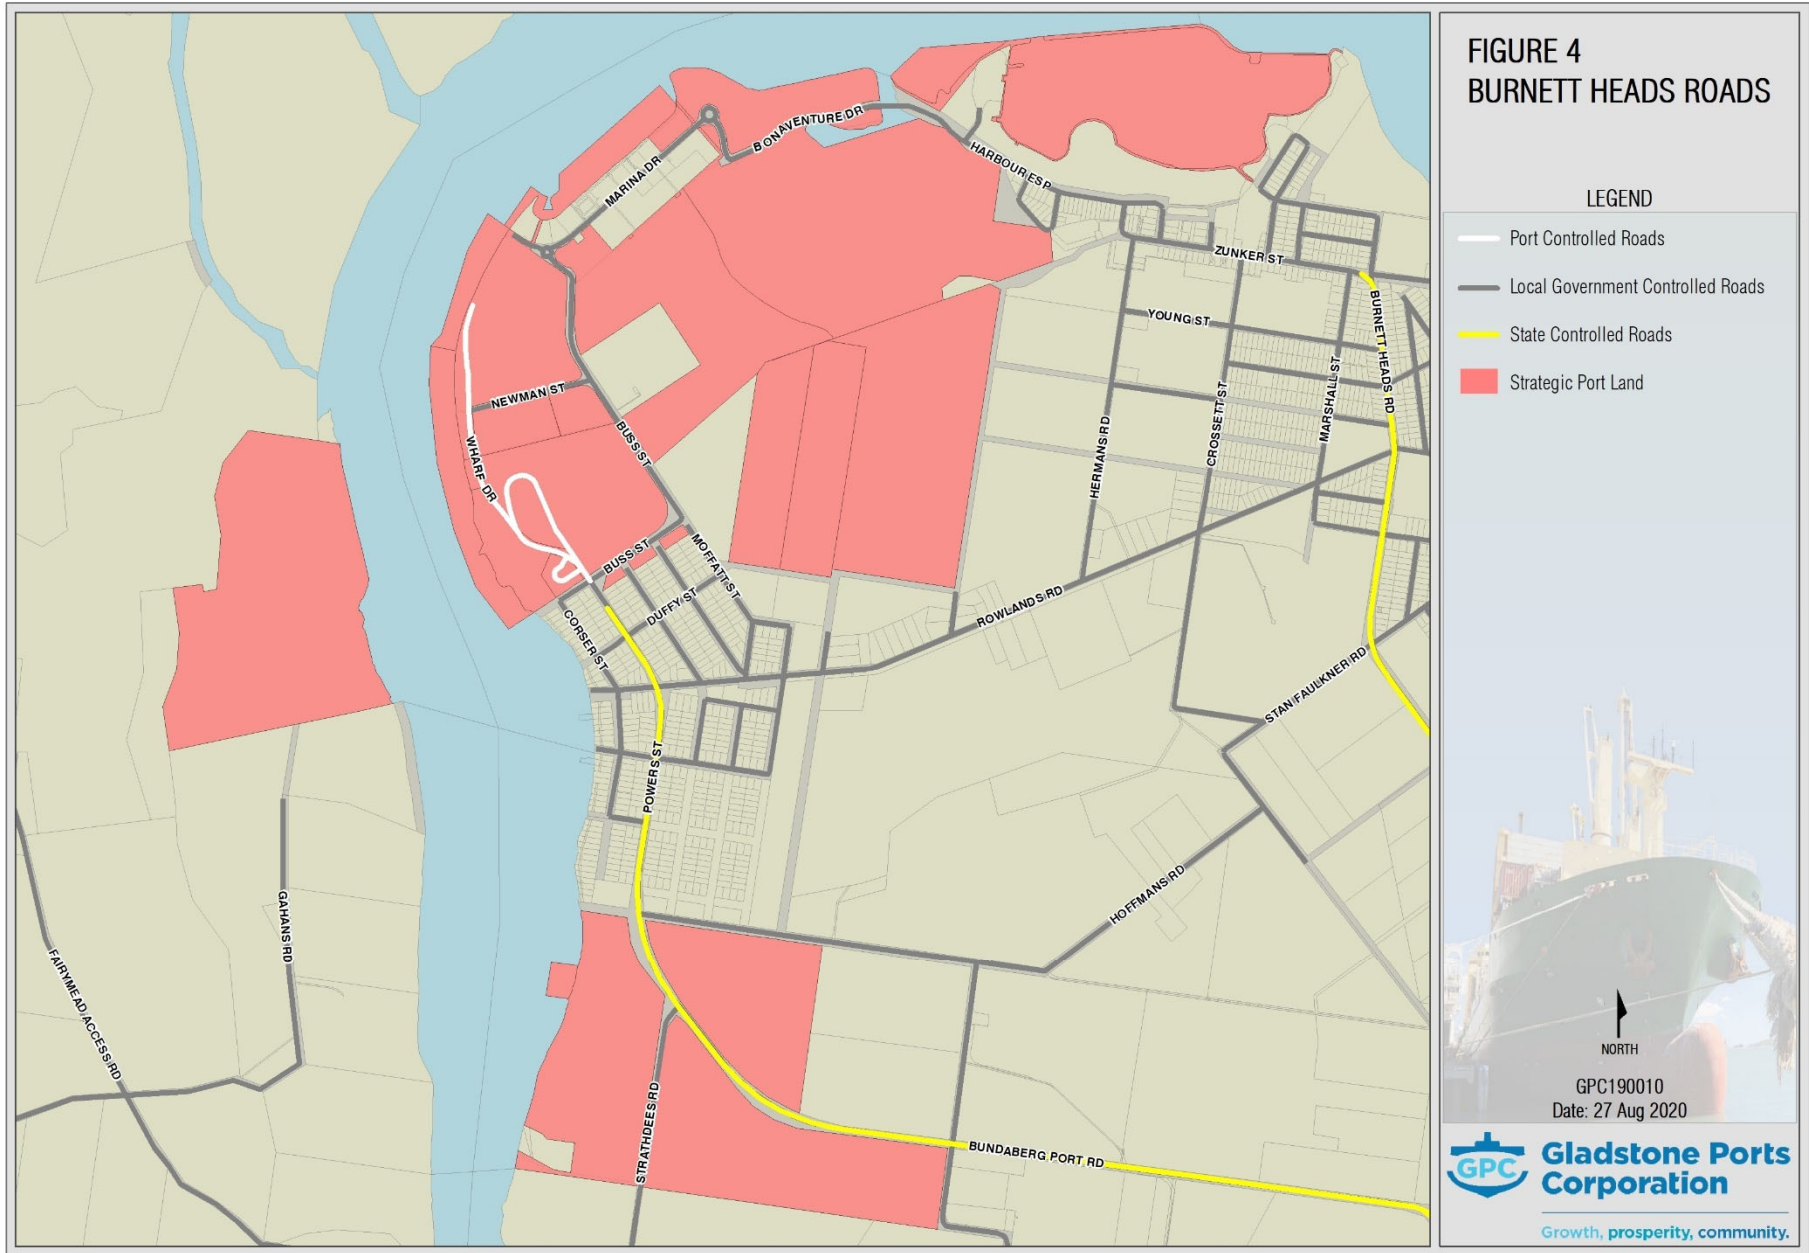 FIGURE 4
BURNETT HEADS ROADS
LEGEND
Port Controlled Roads
Local Government Controlled Roads
State Controlled Roads
Strategic Port Land
NORTH
GPC190010
Date: 27 Aug 2020
GPC
Gladstone Ports
Corporation
Growth, prosperity, community.
BONAVENTURE DR
MARINA DR
HARBOUR ESP
ZUNKER ST
YOUNG ST
BURNETT HEADS RD
NEWMAN ST
BUSS ST
WHARF DR
HERMANS RD
CROSSETT ST
MARSHALL ST
BUSS ST
MOFFATT ST
DUFFY ST
CORSER ST
ROWLANDS RD
STAN FAULKNER RD
POWERS ST
HOFFMANS RD
GAHANS RD
FAIRYMEAD ACCESS RD
STRATHDEES RD
BUNDABERG PORT RD